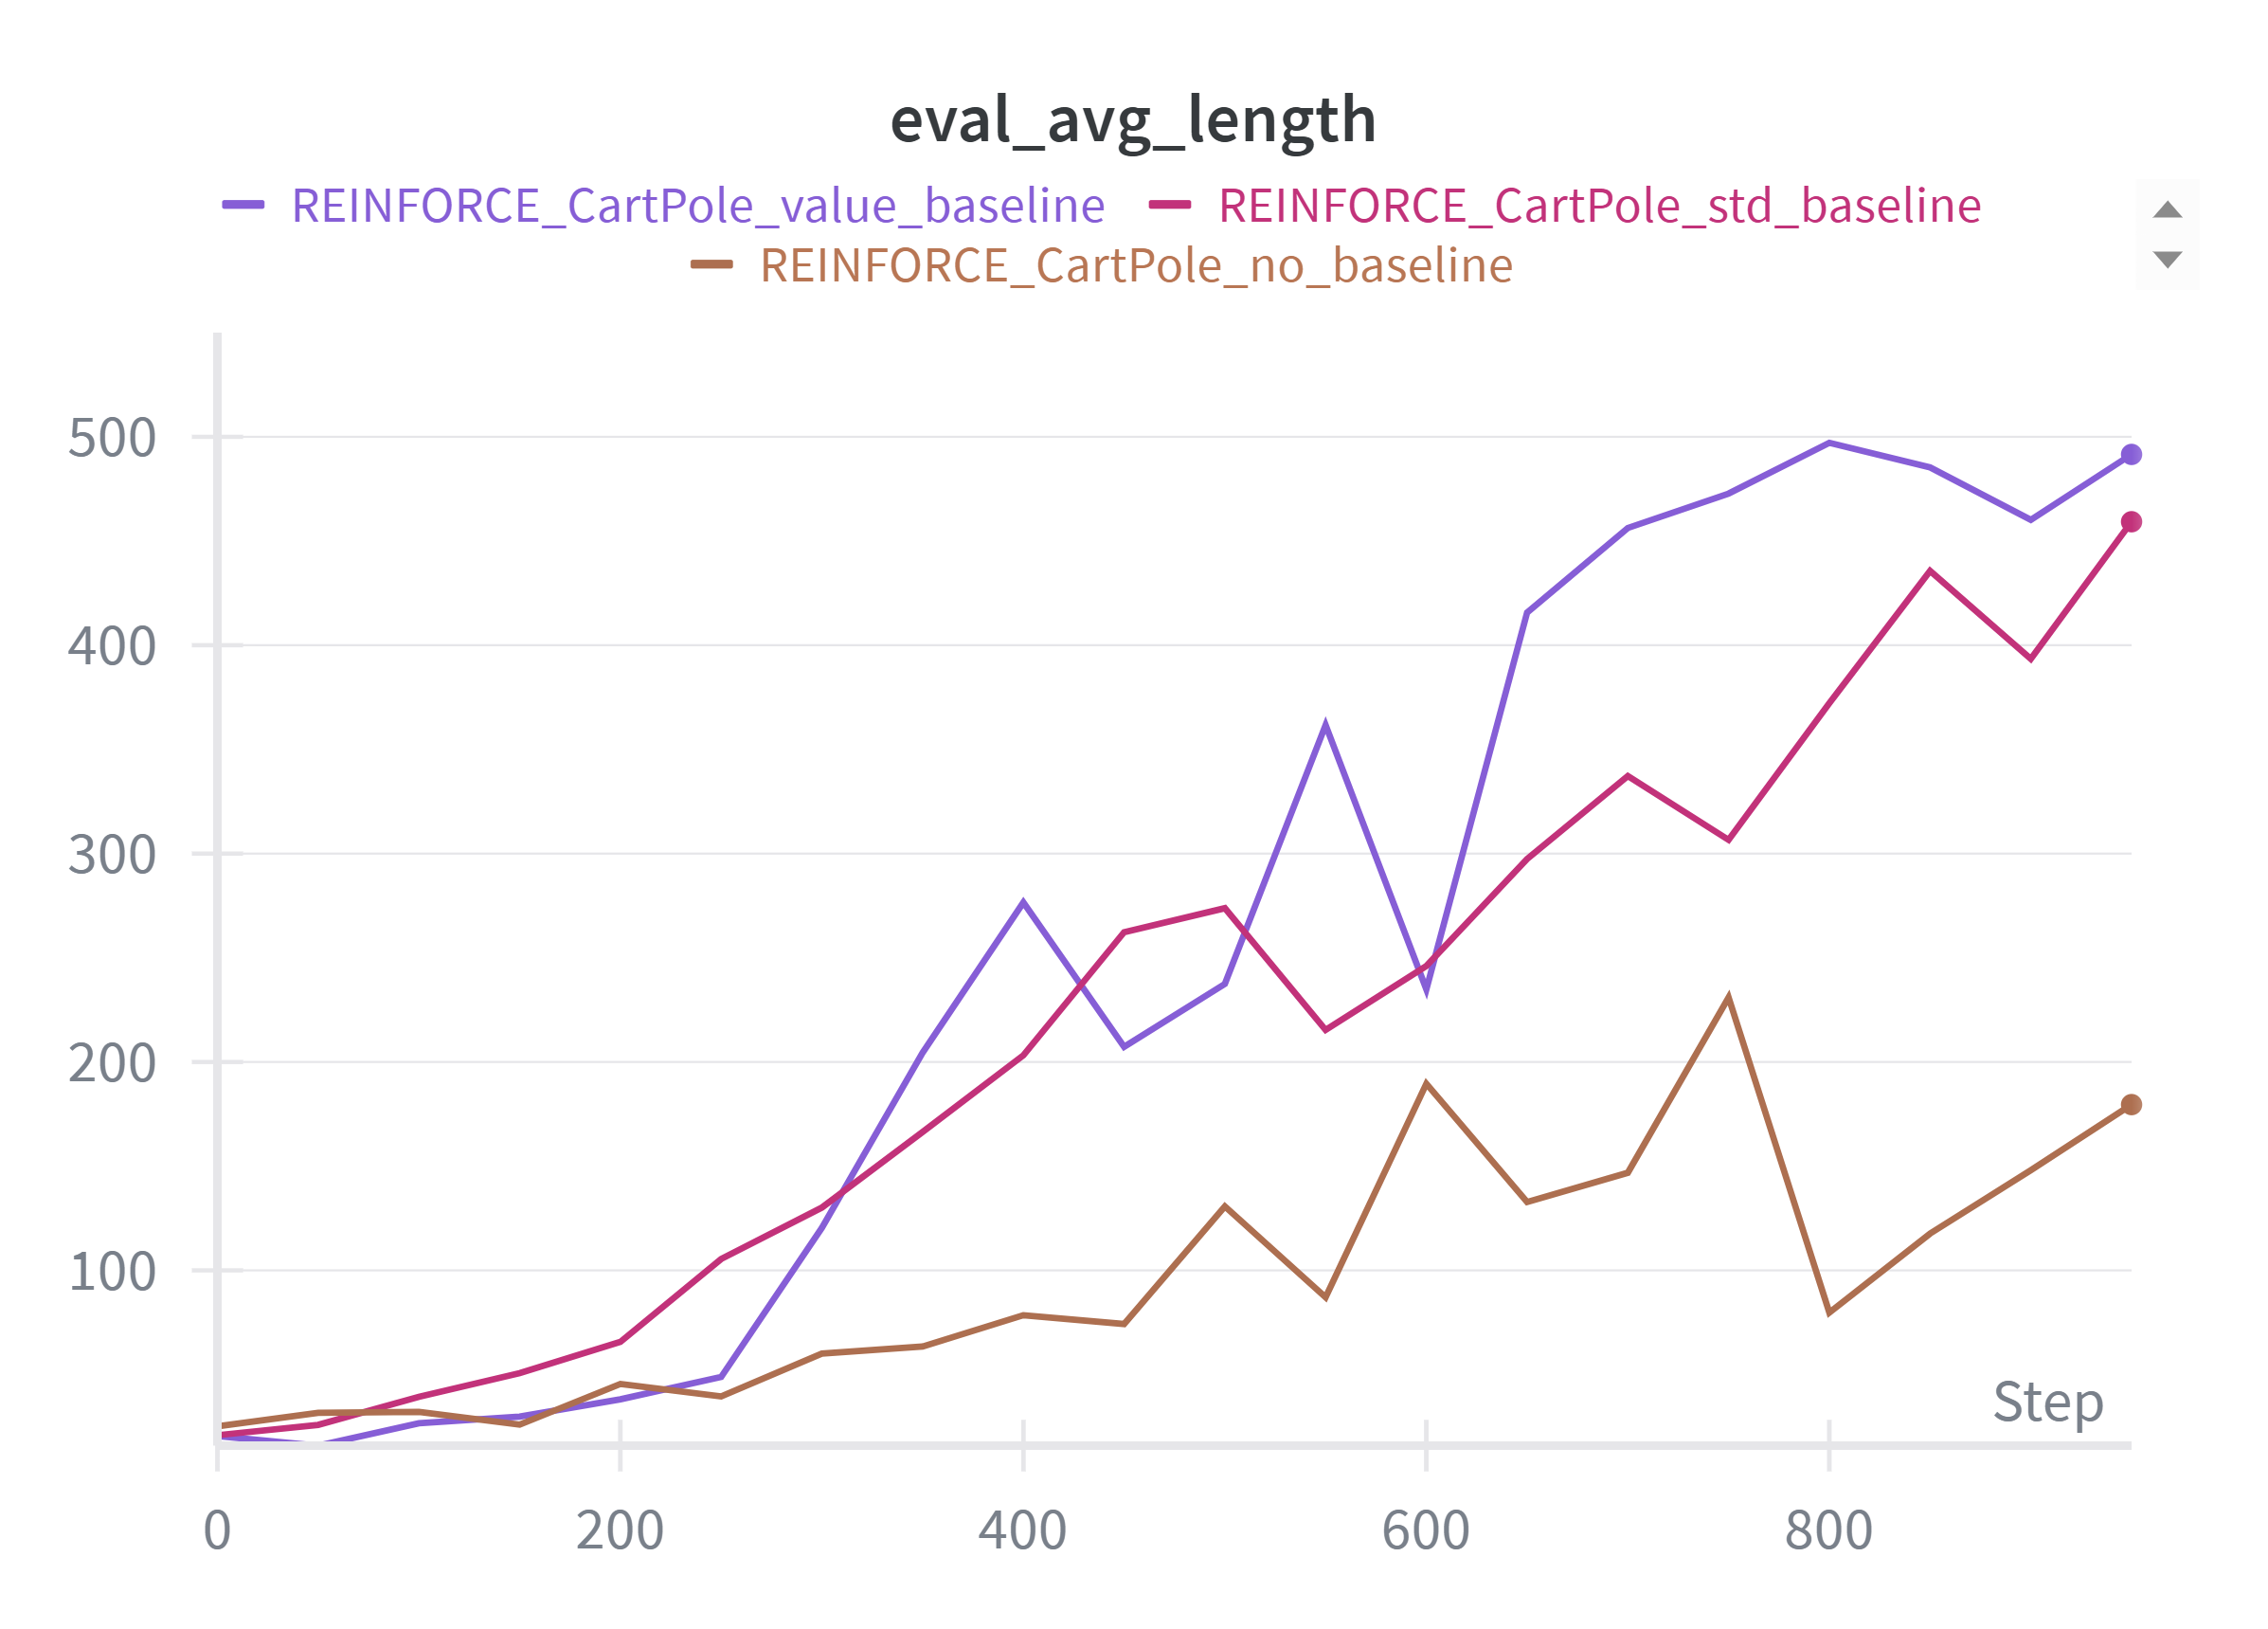 eval_avg_length
REINFORCE_CartPole_value_baseline REINFORCE_CartPole_std_baseline
REINFORCE_CartPole_no_baseline
500
400
300
200
100
Step
0 200 400 600 800